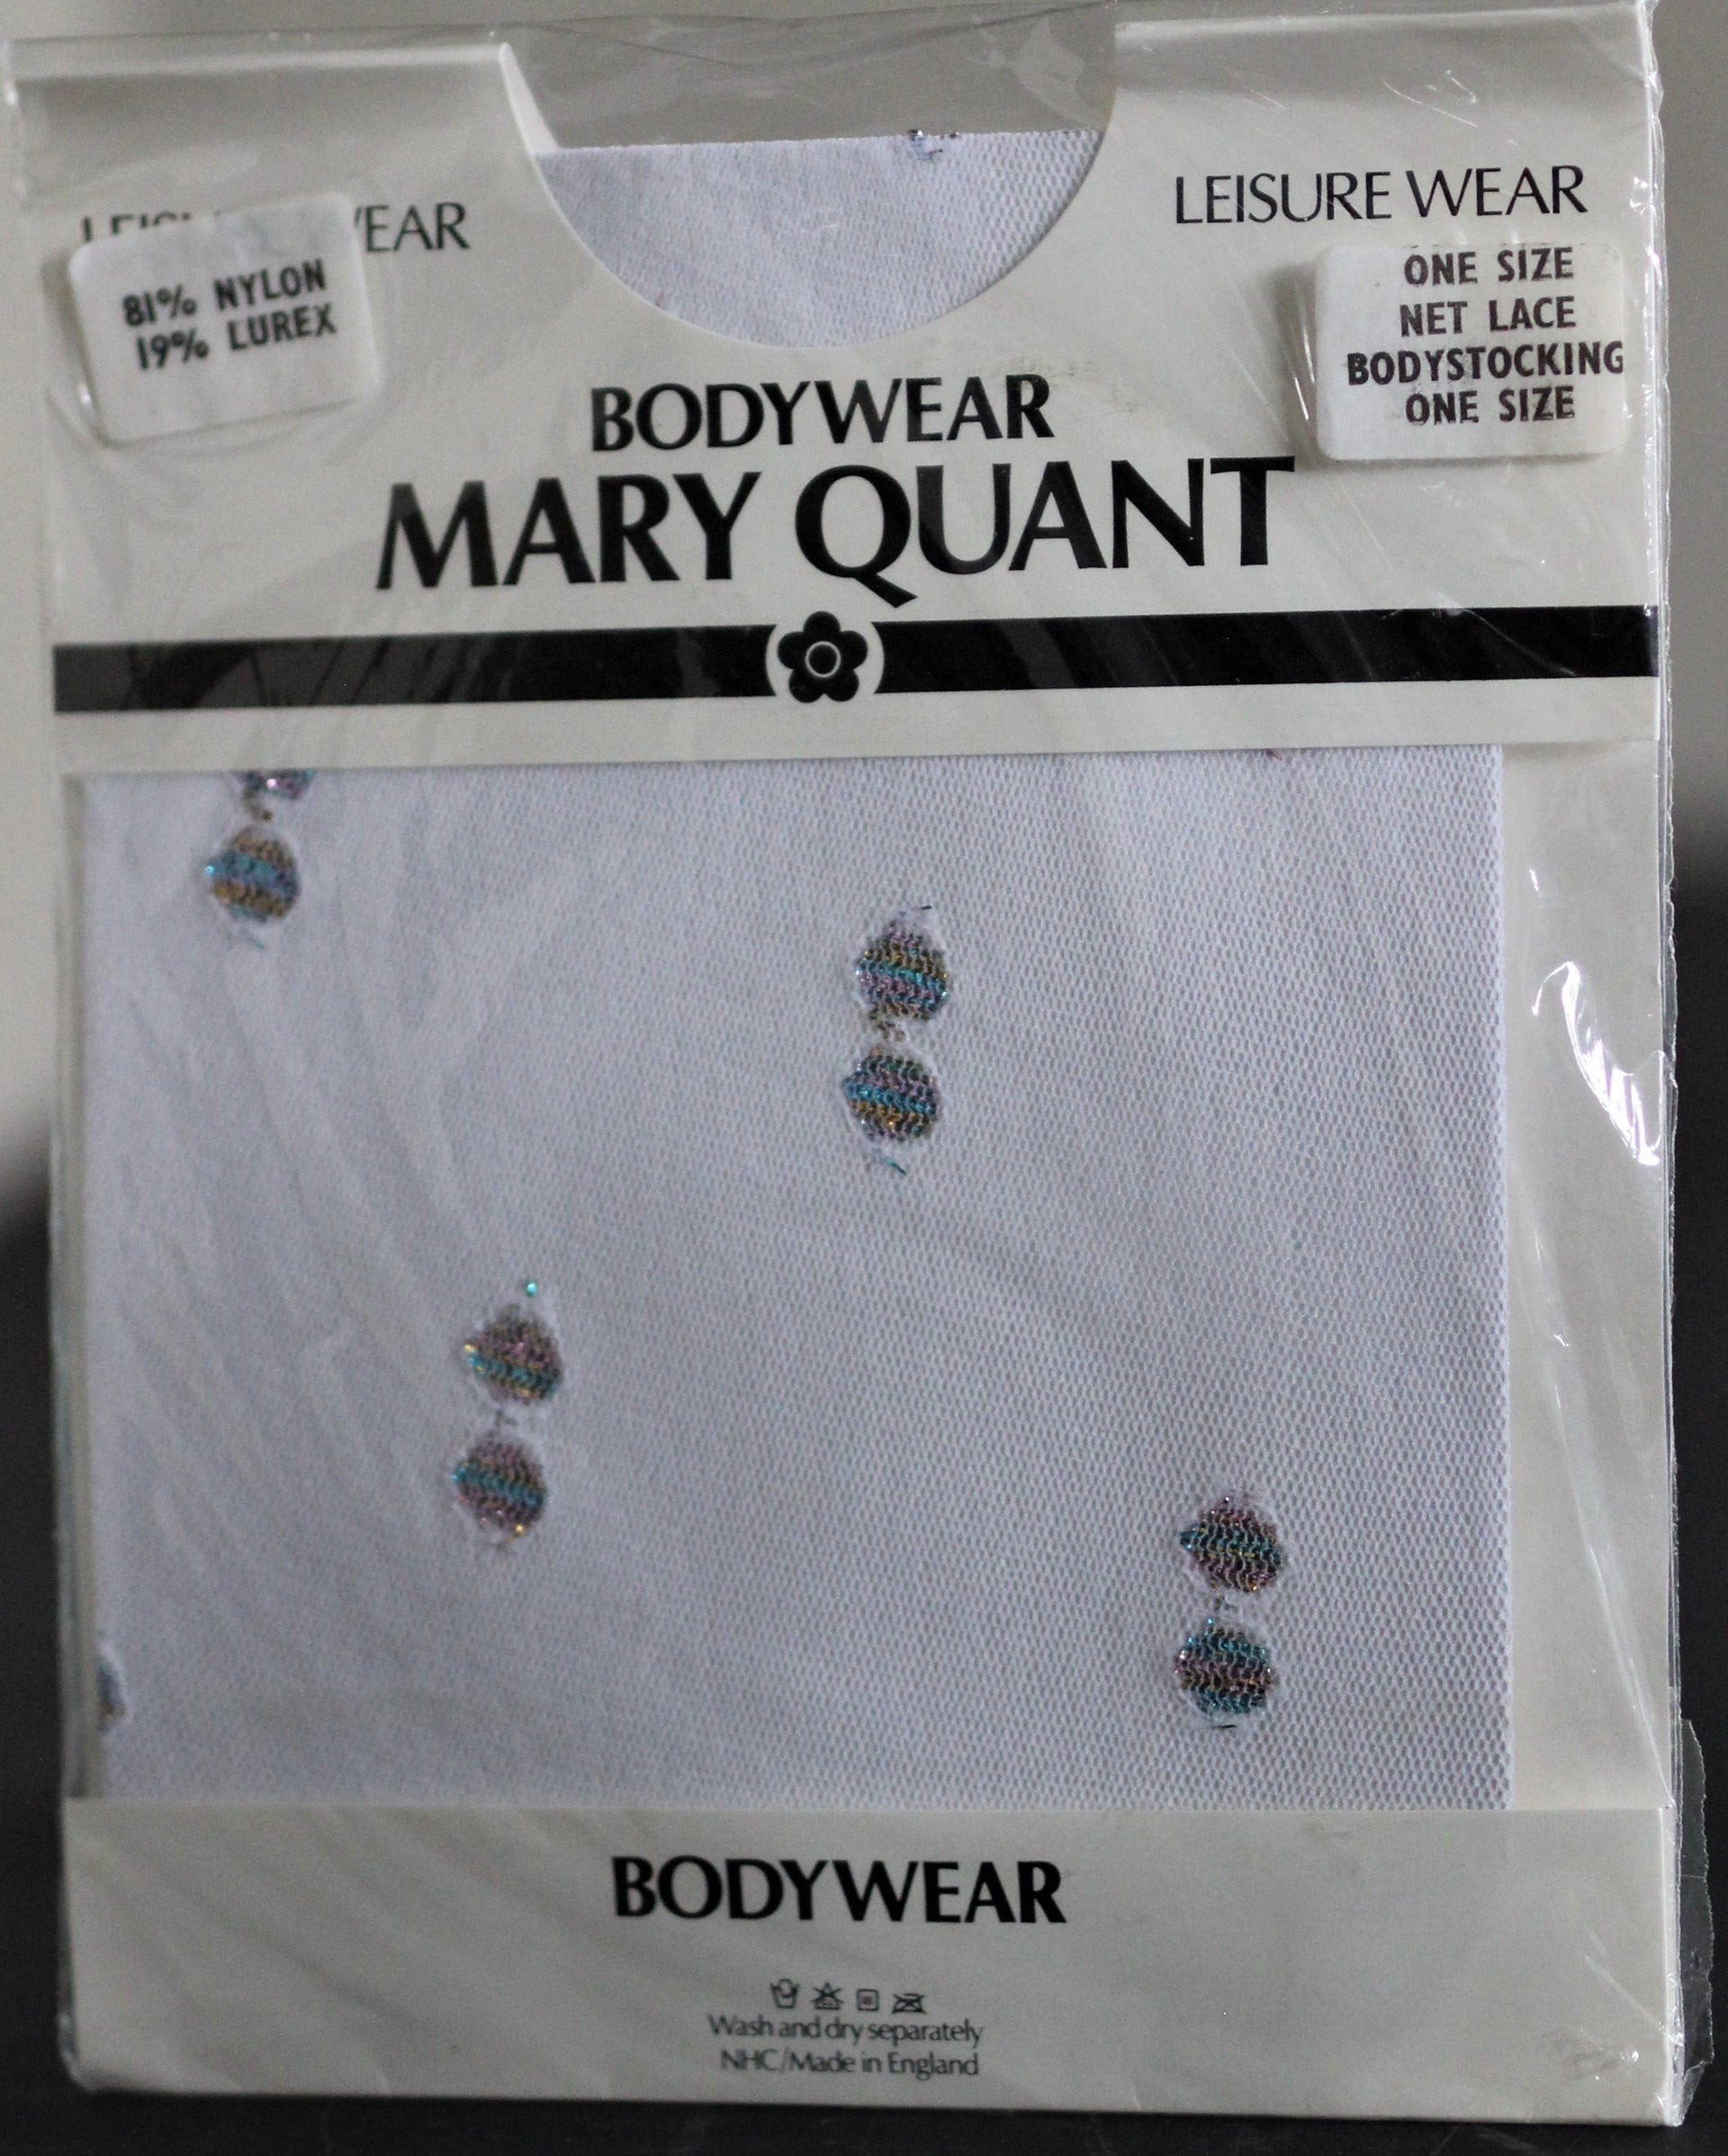 WEAR
LEISURE WEAR
81% NYLON
19% LUREX
ONE SIZE
NET LACE
BODYSTOCKING
ONE SIZE
BODYWEAR
MARY QUANT
BODYWEAR
Wash and dry separately
NHC/Made in England